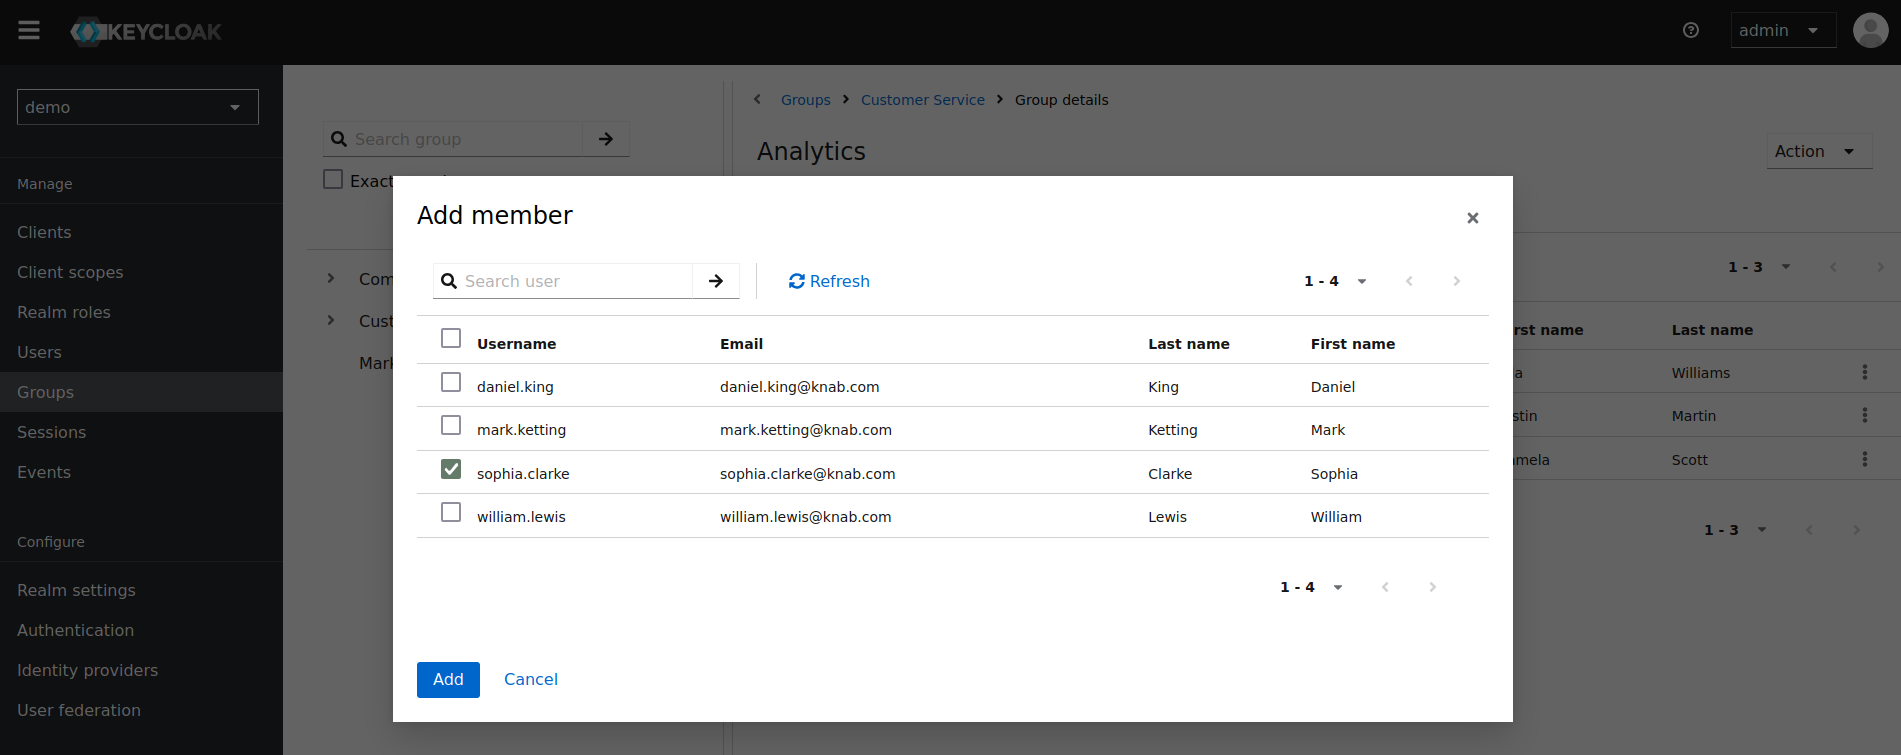 KEYCLOAK
admin
demo
Manage
Clients
Client scopes
Realm roles
Users
Groups
Sessions
Events
Configure
Realm settings
Authentication
Identity providers
User federation
Search group
Exact
Com
Cust
Mark
Groups Customer Service Group details
Analytics
Action
1 - 3
rst name Last name
a Williams
stin Martin
mela Scott
1 - 3
Add member
Search user
Refresh
1 - 4
Username Email Last name First name
daniel.king daniel.king@knab.com King Daniel
mark.ketting mark.ketting@knab.com Ketting Mark
sophia.clarke sophia.clarke@knab.com Clarke Sophia
william.lewis william.lewis@knab.com Lewis William
1 - 4
Add Cancel